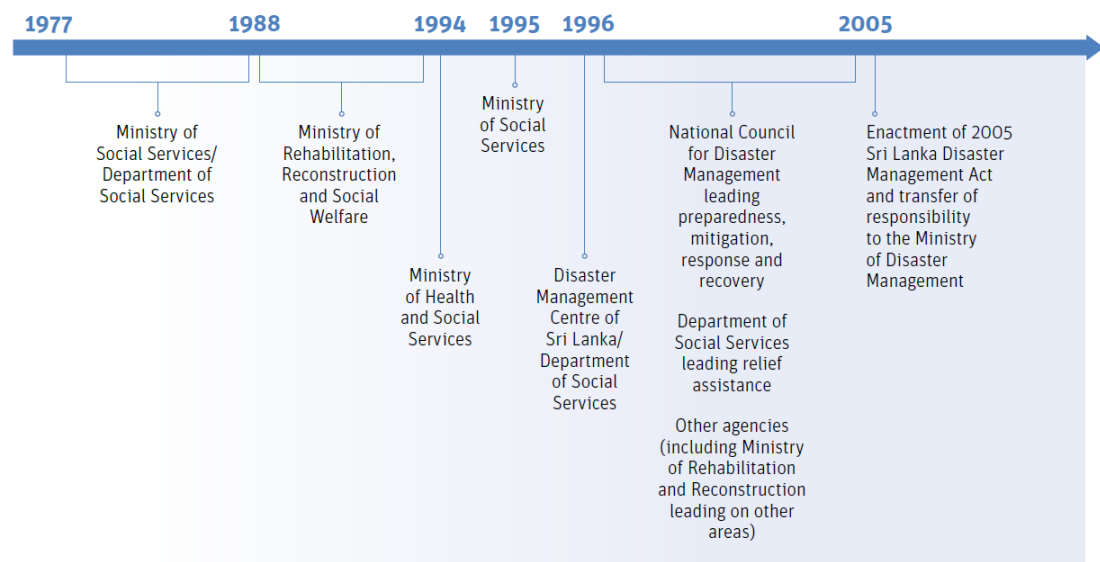 1977
1988
1994
1995
1996
2005
Ministry of
Social Services/
Department of
Social Services
Ministry of
Rehabilitation,
Reconstruction
and Social
Welfare
Ministry
of Health
and Social
Services
Ministry
of Social
Services
Disaster
Management
Centre of
Sri Lanka/
Department
of Social
Services
National Council
for Disaster
Management
leading
preparedness,
mitigation,
response and
recovery
Department of
Social Services
leading relief
assistance
Other agencies
(including Ministry
of Rehabilitation
and Reconstruction
leading on other
areas)
Enactment of 2005
Sri Lanka Disaster
Management Act
and transfer of
responsibility
to the Ministry
of Disaster
Management